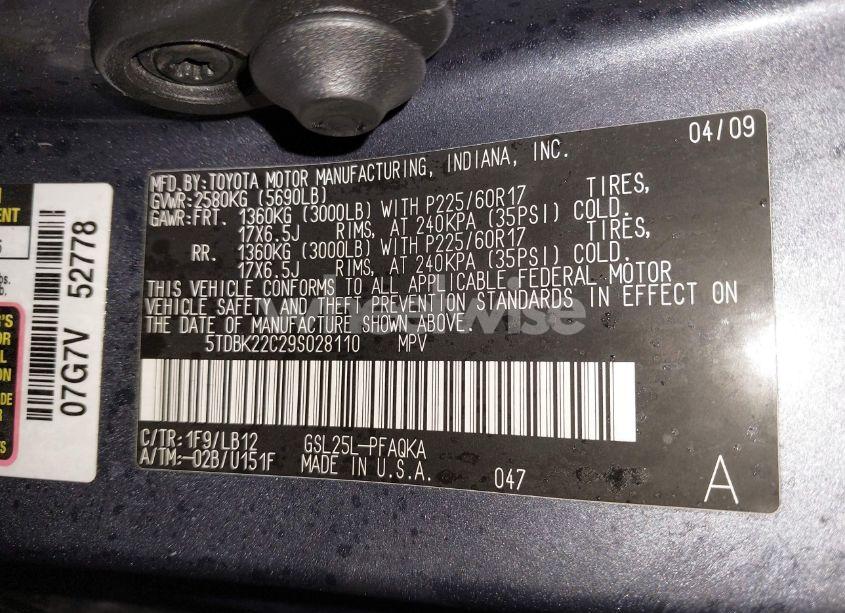 04/09
MFD.BY:TOYOTA MOTOR MANUFACTURING, INDIANA, INC.
GVWR:2580KG (5690LB)
GAWR:FRT. 1360KG (3000LB) WITH P225/60R17 TIRES,
17X6.5J RIMS, AT 240KPA (35PSI) COLD.
RR. 1360KG (3000LB) WITH P225/60R17 TIRES,
17X6.5J RIMS, AT 240KPA (35PSI) COLD.
THIS VEHICLE CONFORMS TO ALL APPLICABLE FEDERAL MOTOR
VEHICLE SAFETY AND THEFT PREVENTION STANDARDS IN EFFECT ON
THE DATE OF MANUFACTURE SHOWN ABOVE.
5TDBK22C29S028110 MPV
C/TR:1F9/LB12 GSL25L-PFAQKA
A/TM:-02B/U151F MADE IN U.S.A. 047 A
07G7V 52778